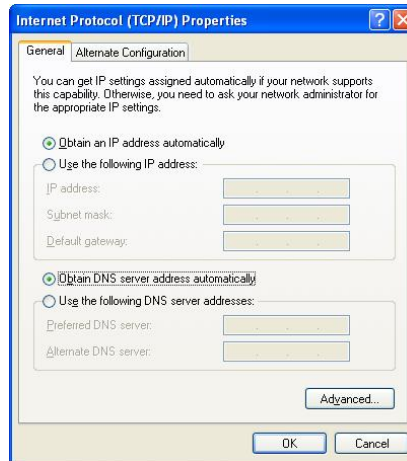 Internet Protocol (TCP/IP) Properties
General
Alternate Configuration
You can get IP settings assigned automatically if your network supports
this capability. Otherwise, you need to ask your network administrator for
the appropriate IP settings.
Obtain an IP address automatically
Use the following IP address:
IP address:
Subnet mask:
Default gateway:
Obtain DNS server address automatically
Use the following DNS server addresses:
Preferred DNS server:
Alternate DNS server:
Advanced...
OK
Cancel